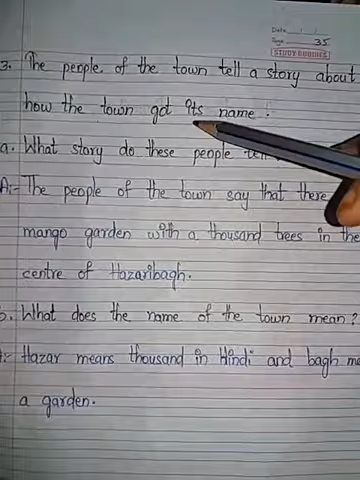 Date
Page 35
STUDY BUDDIES
3. The people of the town tell a story about
how the town got its name.
a. What story do these people tell
A:- The people of the town say that there
mango garden with a thousand trees in the
centre of Hazaribagh.
b. What does the name of the town mean?
:- Hazar means thousand in Hindi and bagh me
a garden.